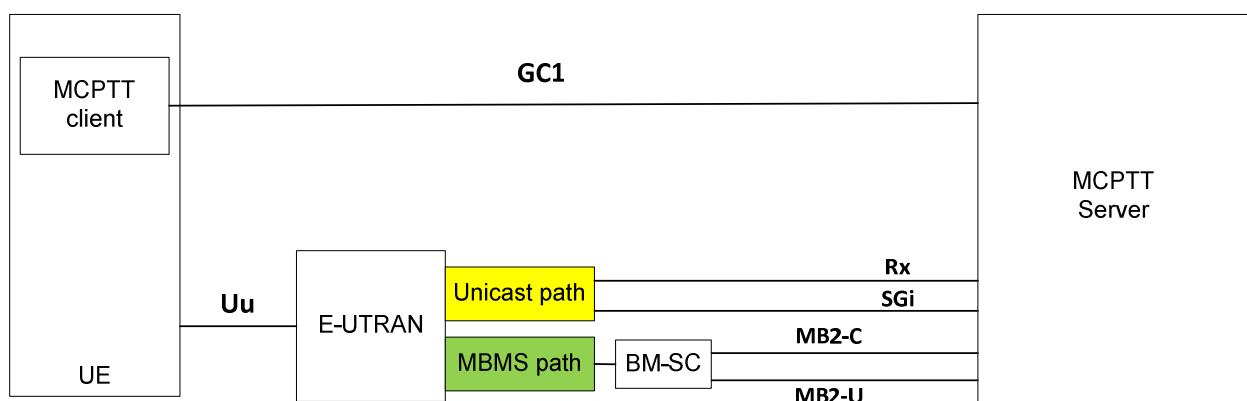 GC1
MCPTT
client
MCPTT
Server
Rx
Unicast path
SGi
Uu
E-UTRAN
MB2-C
MBMS path
BM-SC
UE
MB2-U